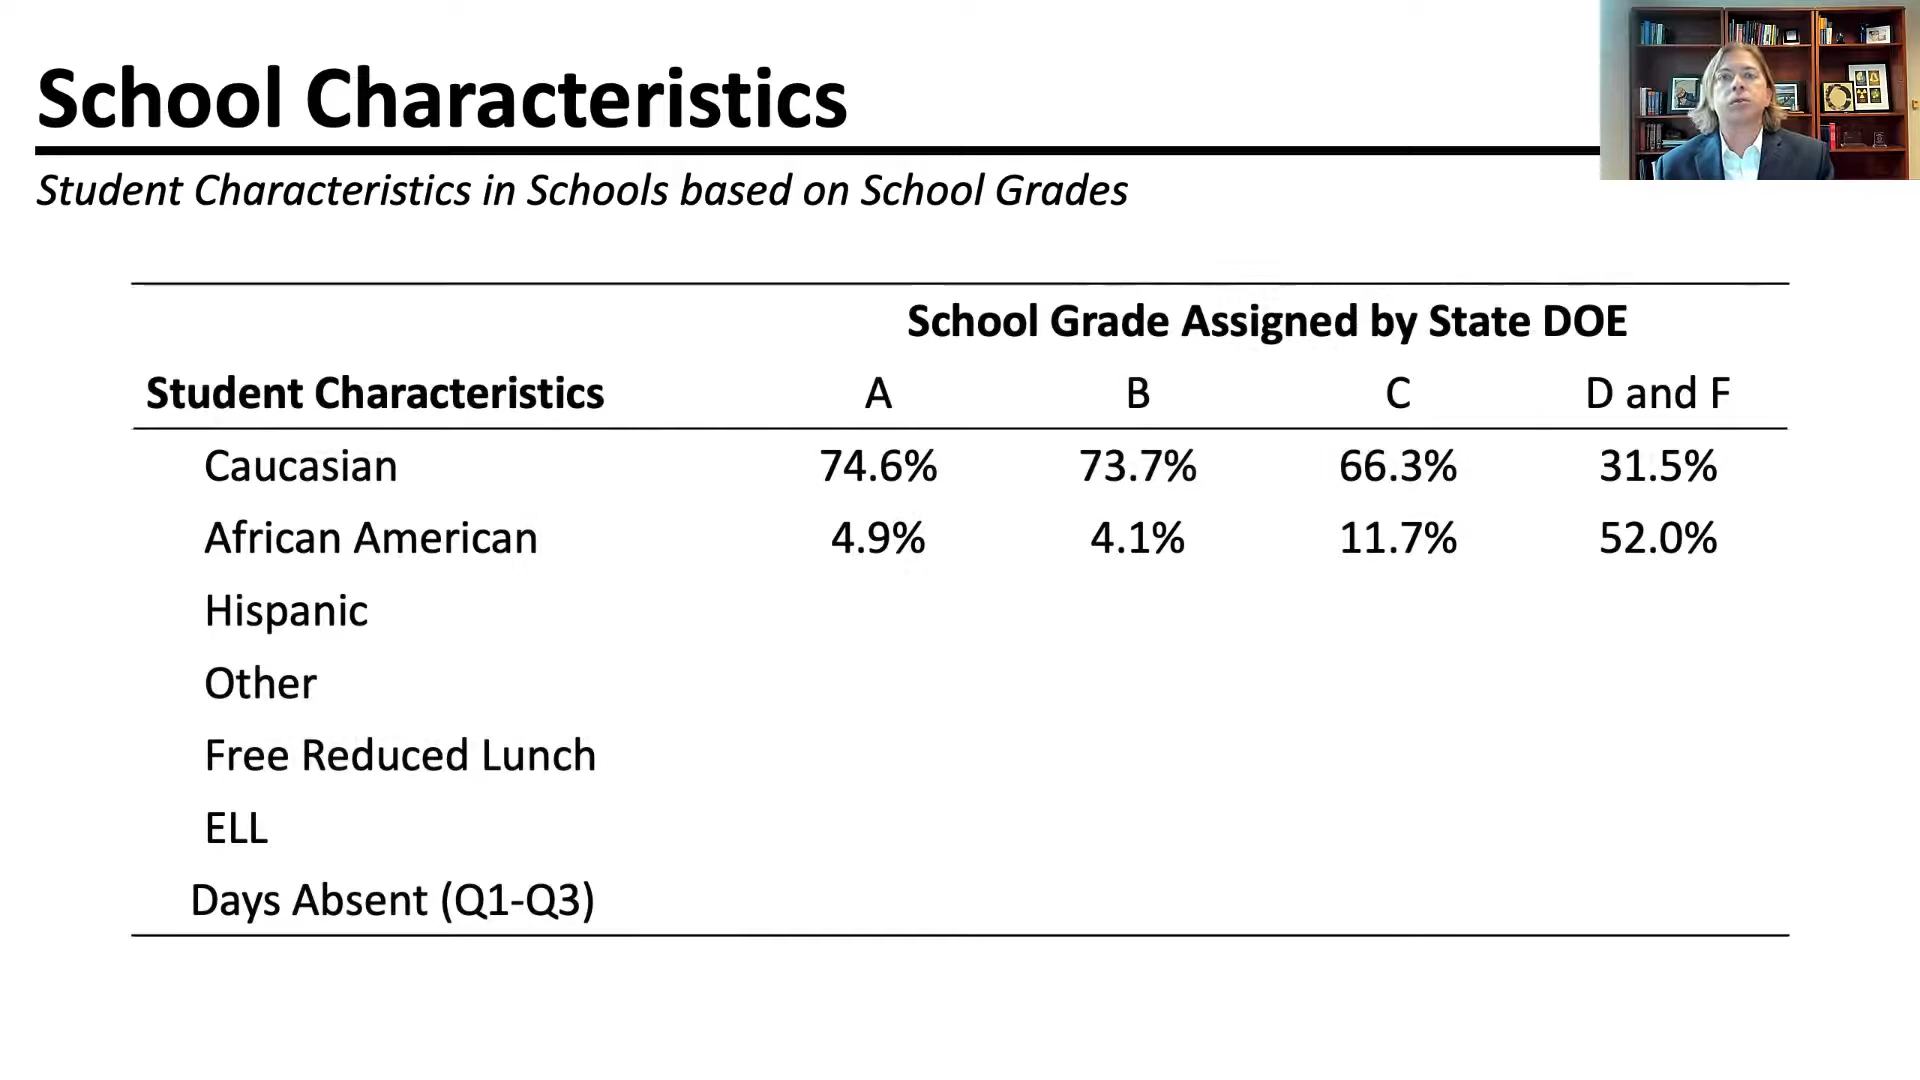 School Characteristics
Student Characteristics in Schools based on School Grades
School Grade Assigned by State DOE
Student Characteristics A B C D and F
Caucasian 74.6% 73.7% 66.3% 31.5%
African American 4.9% 4.1% 11.7% 52.0%
Hispanic
Other
Free Reduced Lunch
ELL
Days Absent (Q1-Q3)